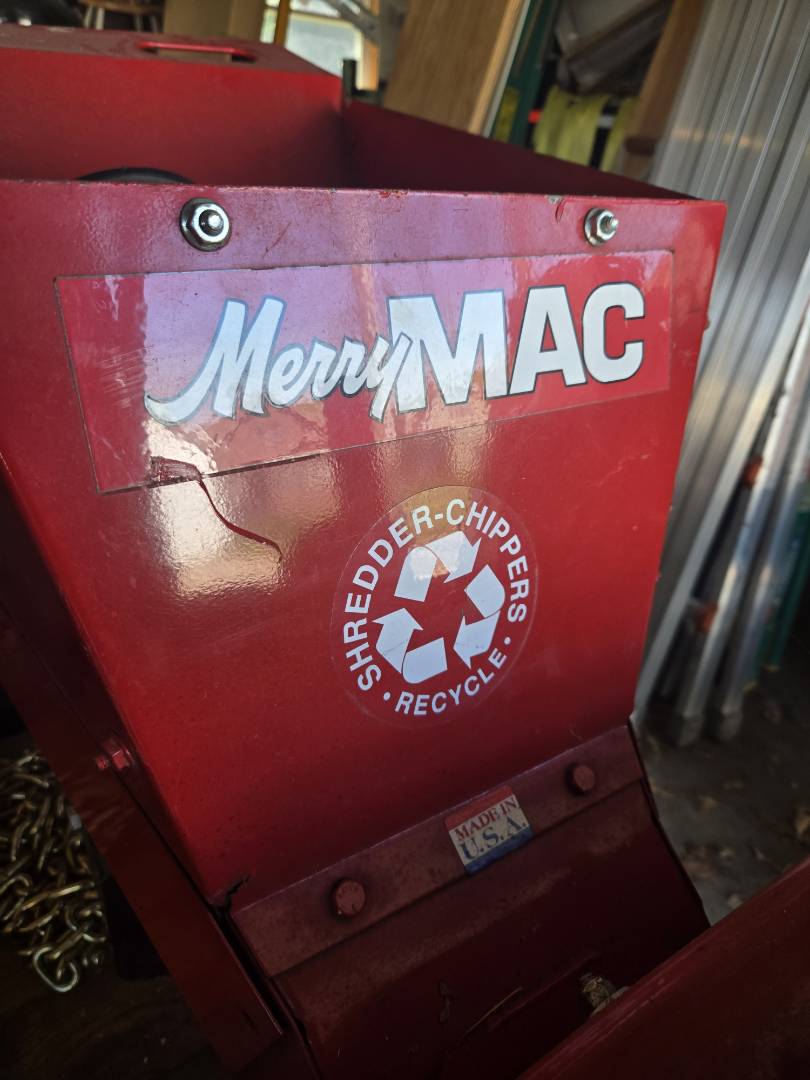 MerryMAC
SHREDDER-CHIPPERS
• RECYCLE •
MADE IN
U.S.A.